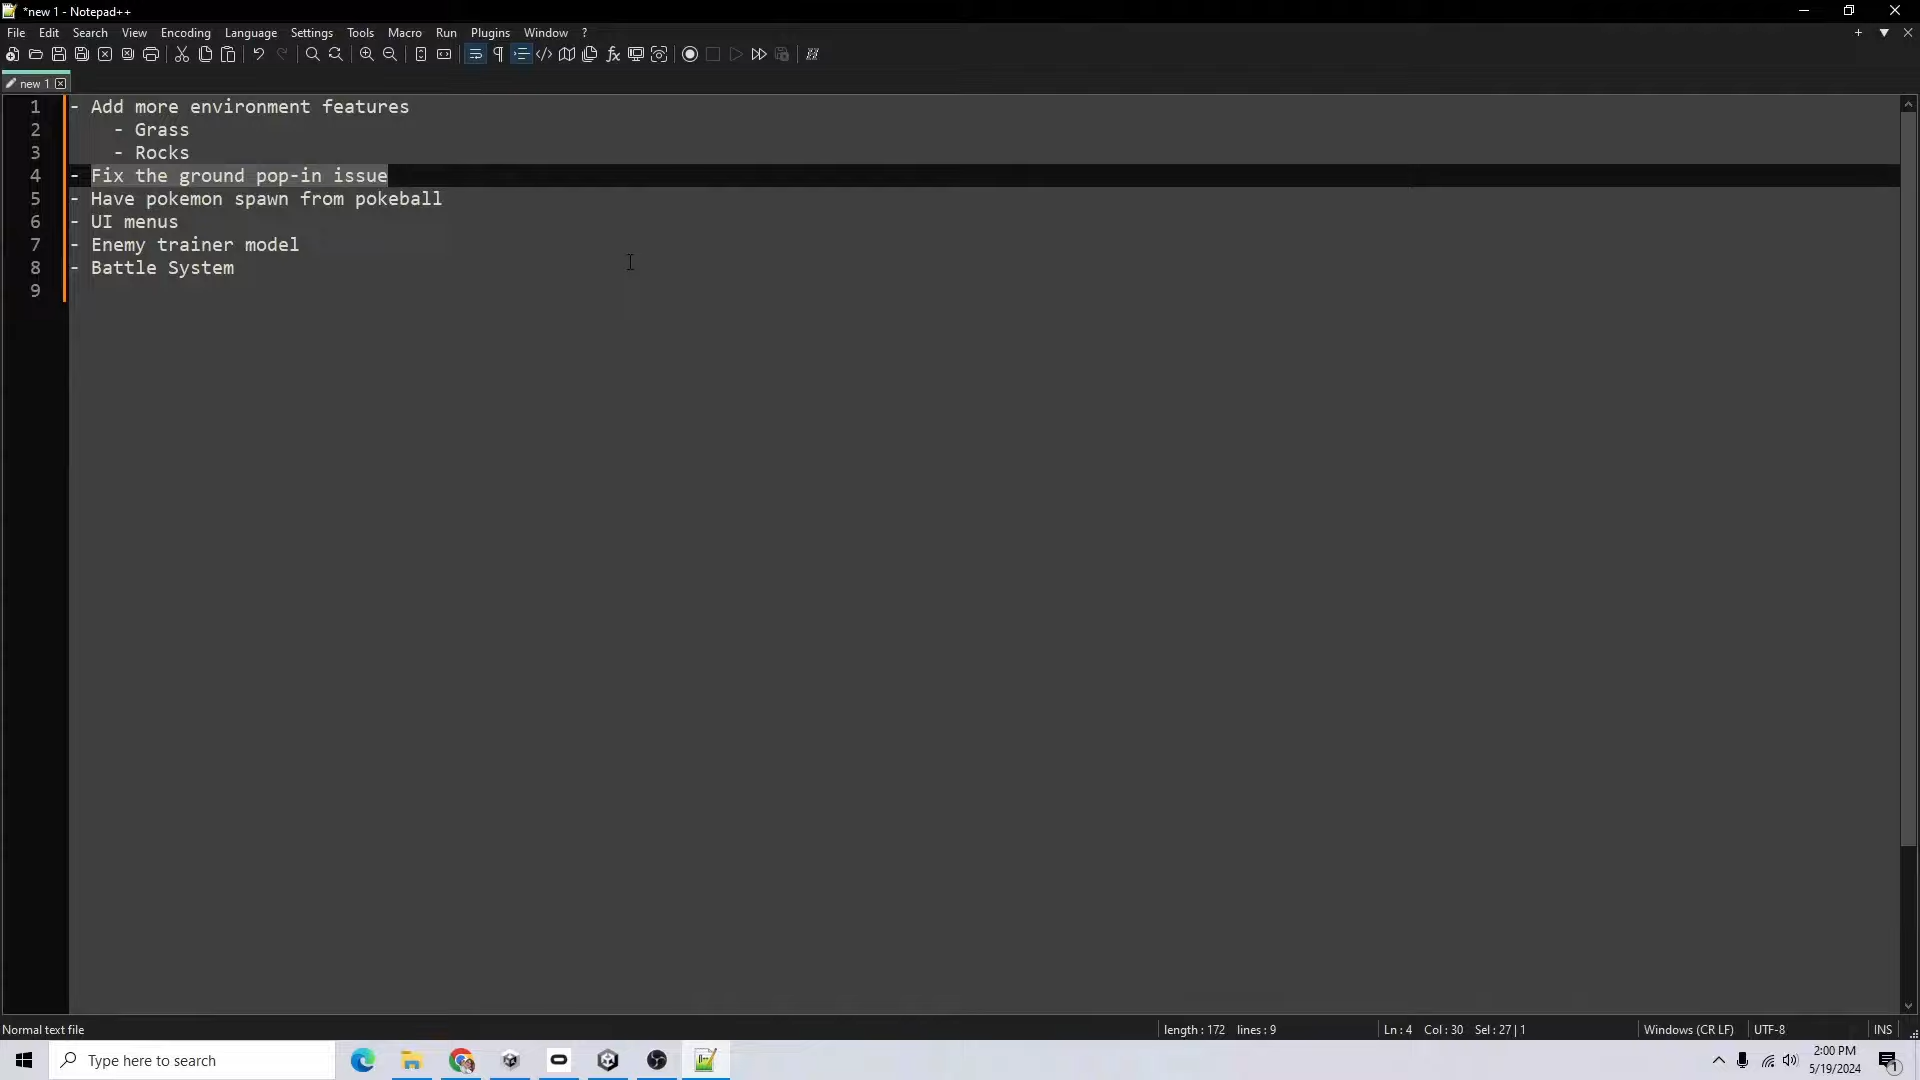 *new 1 - Notepad++
File Edit Search View Encoding Language Settings Tools Macro Run Plugins Window ?
new 1
1 - Add more environment features
2 - Grass
3 - Rocks
4 - Fix the ground pop-in issue
5 - Have pokemon spawn from pokeball
6 - UI menus
7 - Enemy trainer model
8 - Battle System
9
Normal text file length : 172 lines : 9 Ln : 4 Col : 30 Sel : 27 | 1 Windows (CR LF) UTF-8 INS
Type here to search
2:00 PM
5/19/2024
1